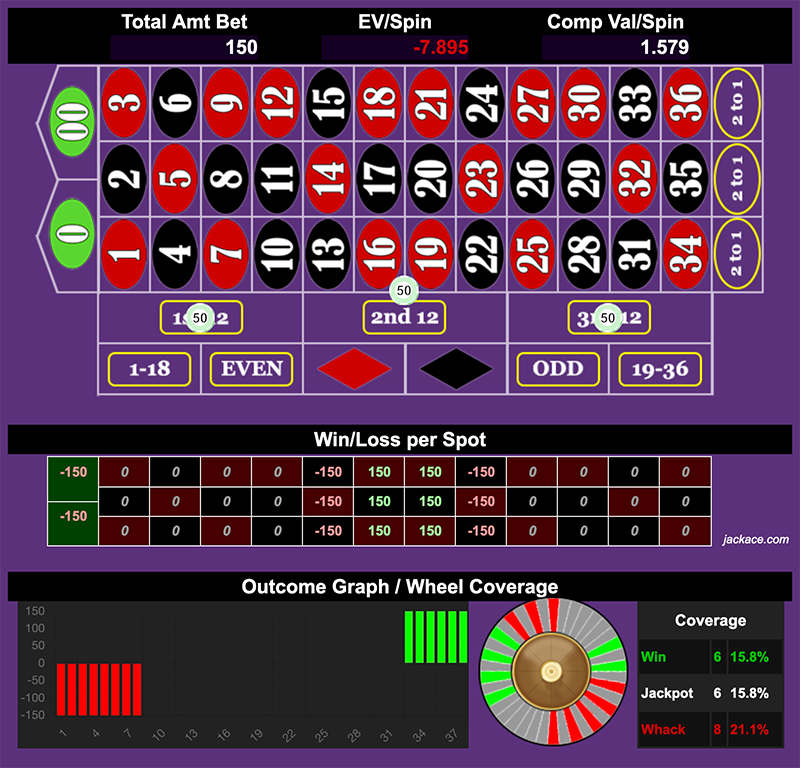 Total Amt Bet EV/Spin Comp Val/Spin
150 -7.895 1.579
00 3 6 9 12 15 18 21 24 27 30 33 36 2 to 1
2 5 8 11 14 17 20 23 26 29 32 35 2 to 1
0 1 4 7 10 13 16 19 22 25 28 31 34 2 to 1
50
50 2nd 12 50 12
1-18 EVEN ODD 19-36
Win/Loss per Spot
-150 0 0 0 0 -150 150 150 -150 0 0 0 0
0 0 0 0 -150 150 150 -150 0 0 0 0
-150 0 0 0 0 -150 150 150 -150 0 0 0 0
jackace.com
Outcome Graph / Wheel Coverage
150
100
50
0
-50
-100
-150
1 4 7 10 13 16 19 22 25 28 31 34 37
Coverage
Win 6 15.8%
Jackpot 6 15.8%
Whack 8 21.1%